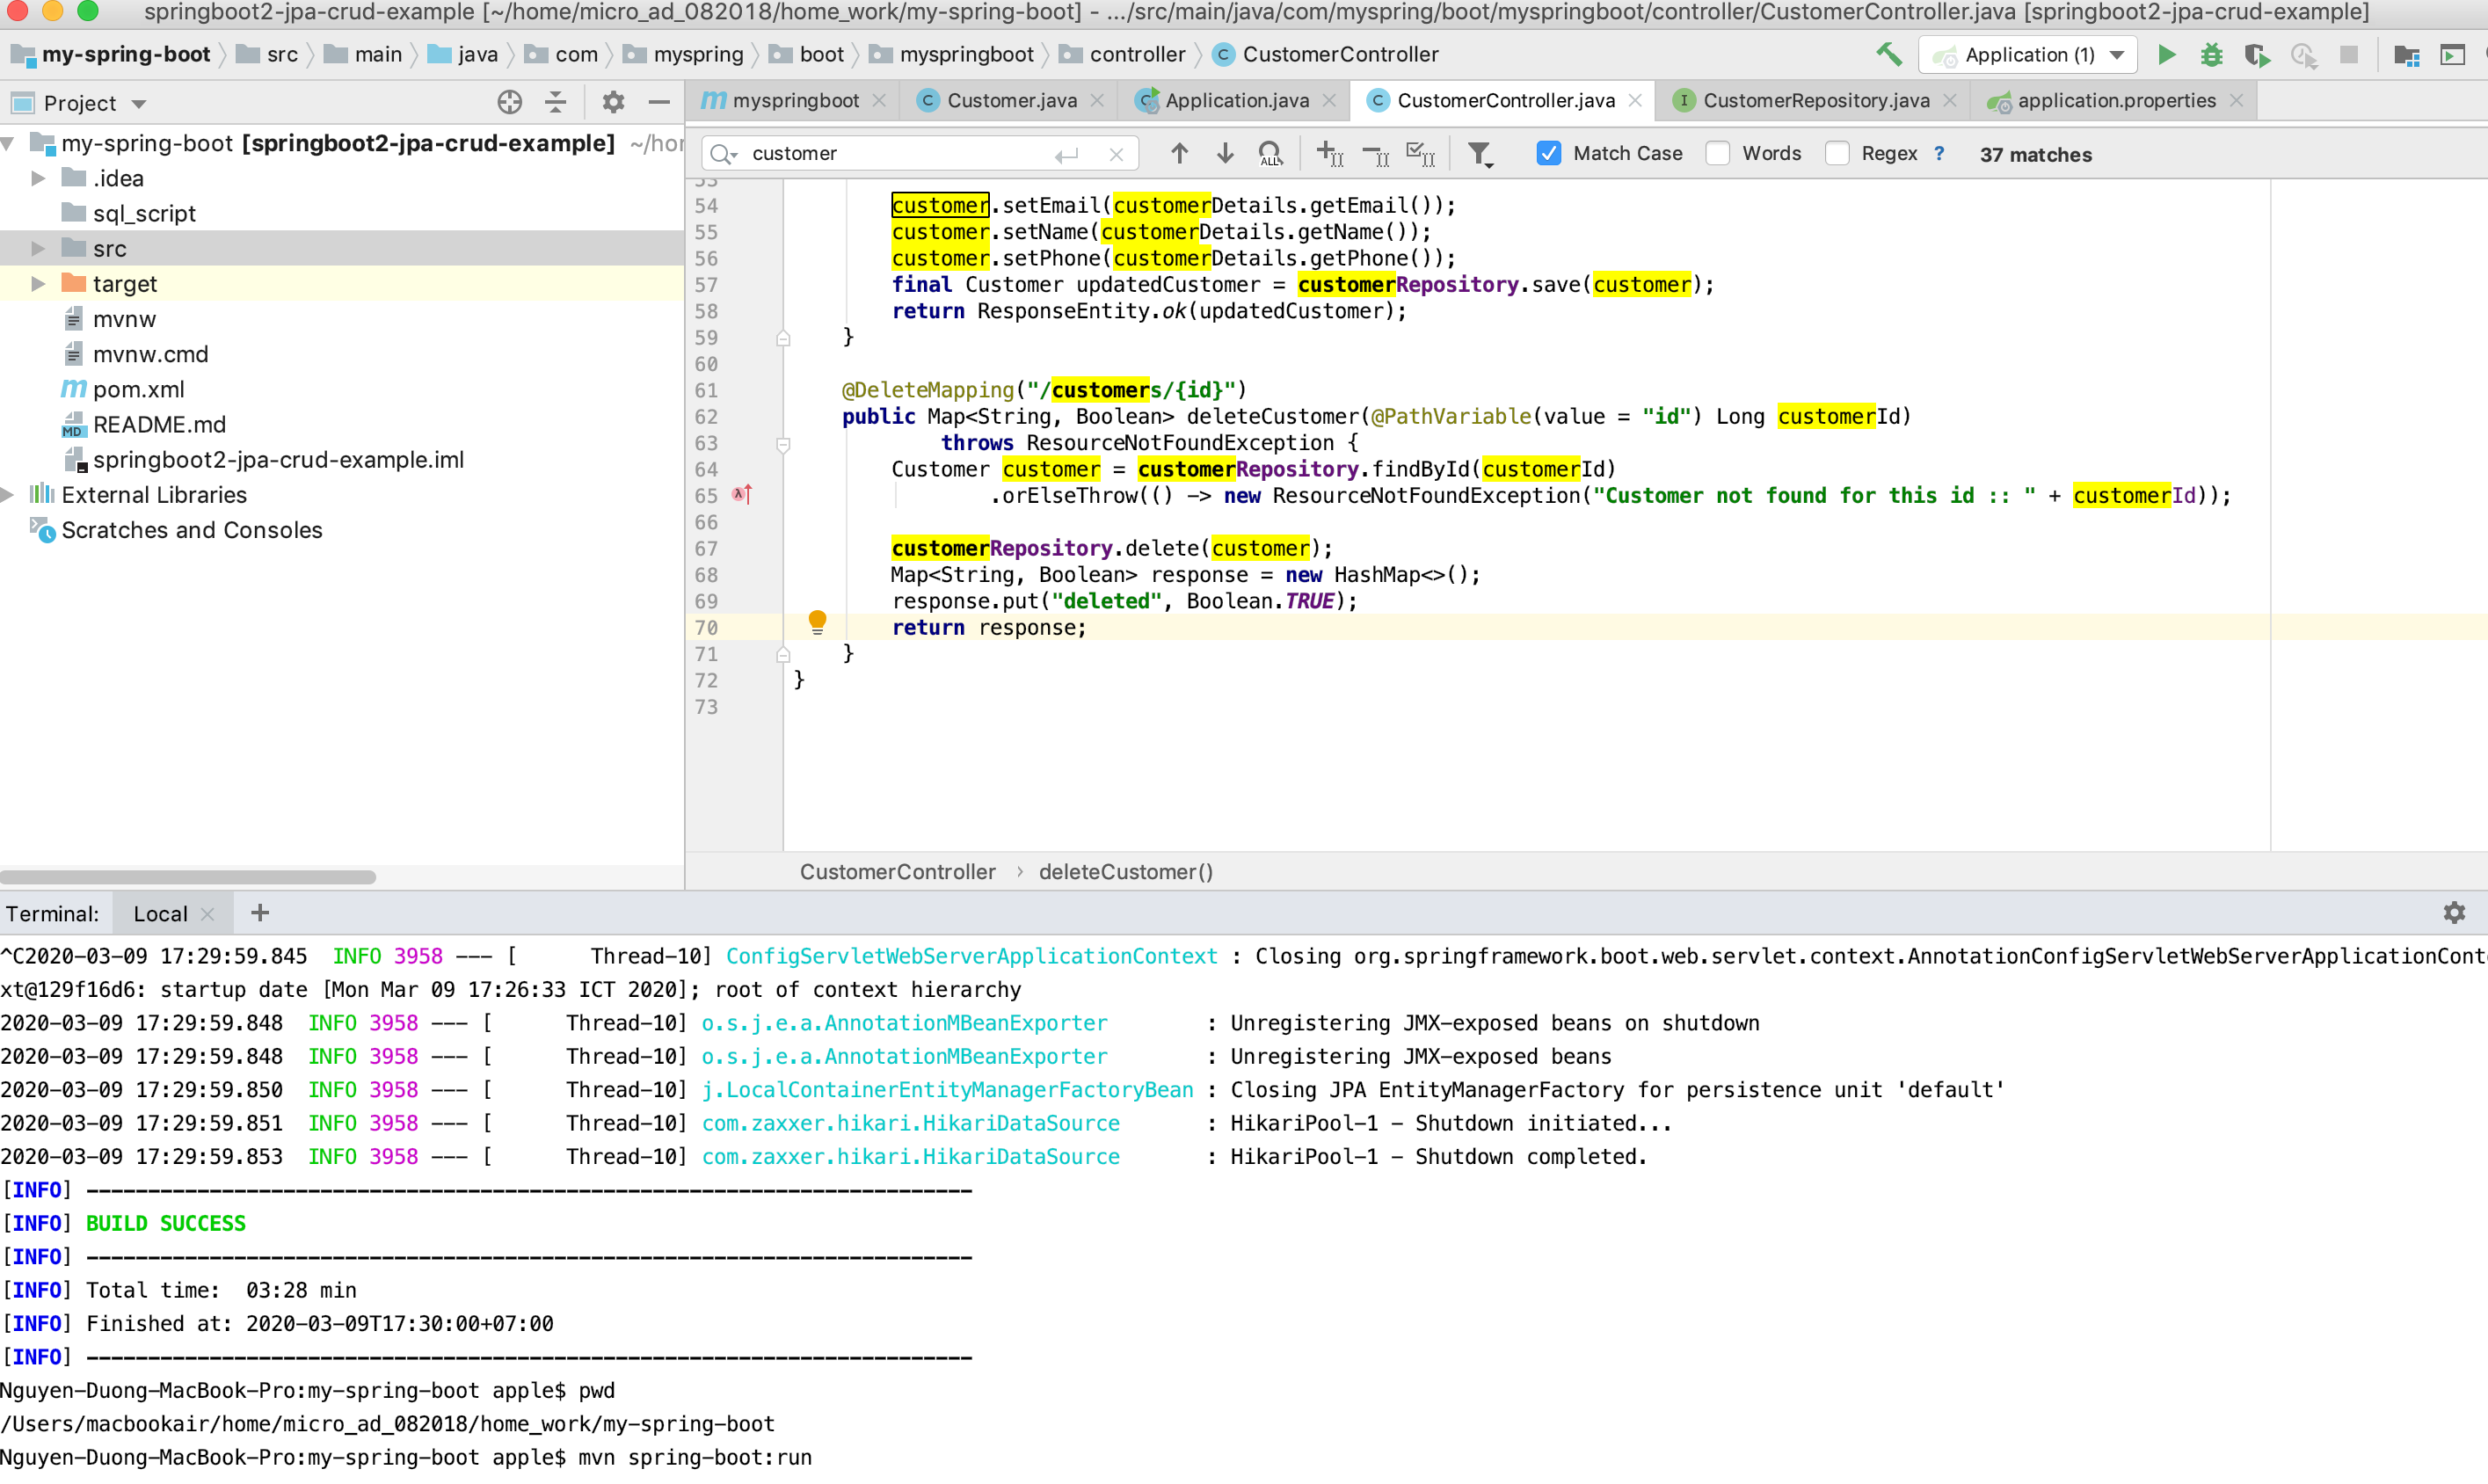 springboot2-jpa-crud-example [~/home/micro_ad_082018/home_work/my-spring-boot] - .../src/main/java/com/myspring/boot/myspringboot/controller/CustomerController.java [springboot2-jpa-crud-example]
my-spring-boot src main java com myspring boot myspringboot controller CustomerController Application (1)
Project
myspringboot Customer.java Application.java CustomerController.java CustomerRepository.java application.properties
customer Match Case Words Regex ? 37 matches
my-spring-boot [springboot2-jpa-crud-example] ~/hor
.idea
sql_script
src
target
mvnw
mvnw.cmd
pom.xml
README.md
springboot2-jpa-crud-example.iml
External Libraries
Scratches and Consoles
53
54 customer.setEmail(customerDetails.getEmail());
55 customer.setName(customerDetails.getName());
56 customer.setPhone(customerDetails.getPhone());
57 final Customer updatedCustomer = customerRepository.save(customer);
58 return ResponseEntity.ok(updatedCustomer);
59 }
60
61 @DeleteMapping("/customers/{id}")
62 public Map<String, Boolean> deleteCustomer(@PathVariable(value = "id") Long customerId)
63 throws ResourceNotFoundException {
64 Customer customer = customerRepository.findById(customerId)
65 .orElseThrow(() -> new ResourceNotFoundException("Customer not found for this id :: " + customerId));
66
67 customerRepository.delete(customer);
68 Map<String, Boolean> response = new HashMap<>();
69 response.put("deleted", Boolean.TRUE);
70 return response;
71 }
72 }
73
CustomerController › deleteCustomer()
Terminal: Local +
^C2020-03-09 17:29:59.845 INFO 3958 --- [ Thread-10] ConfigServletWebServerApplicationContext : Closing org.springframework.boot.web.servlet.context.AnnotationConfigServletWebServerApplicationConte
xt@129f16d6: startup date [Mon Mar 09 17:26:33 ICT 2020]; root of context hierarchy
2020-03-09 17:29:59.848 INFO 3958 --- [ Thread-10] o.s.j.e.a.AnnotationMBeanExporter : Unregistering JMX-exposed beans on shutdown
2020-03-09 17:29:59.848 INFO 3958 --- [ Thread-10] o.s.j.e.a.AnnotationMBeanExporter : Unregistering JMX-exposed beans
2020-03-09 17:29:59.850 INFO 3958 --- [ Thread-10] j.LocalContainerEntityManagerFactoryBean : Closing JPA EntityManagerFactory for persistence unit 'default'
2020-03-09 17:29:59.851 INFO 3958 --- [ Thread-10] com.zaxxer.hikari.HikariDataSource : HikariPool-1 - Shutdown initiated...
2020-03-09 17:29:59.853 INFO 3958 --- [ Thread-10] com.zaxxer.hikari.HikariDataSource : HikariPool-1 - Shutdown completed.
[INFO] ------------------------------------------------------------------------
[INFO] BUILD SUCCESS
[INFO] ------------------------------------------------------------------------
[INFO] Total time: 03:28 min
[INFO] Finished at: 2020-03-09T17:30:00+07:00
[INFO] ------------------------------------------------------------------------
Nguyen-Duong-MacBook-Pro:my-spring-boot apple$ pwd
/Users/macbookair/home/micro_ad_082018/home_work/my-spring-boot
Nguyen-Duong-MacBook-Pro:my-spring-boot apple$ mvn spring-boot:run